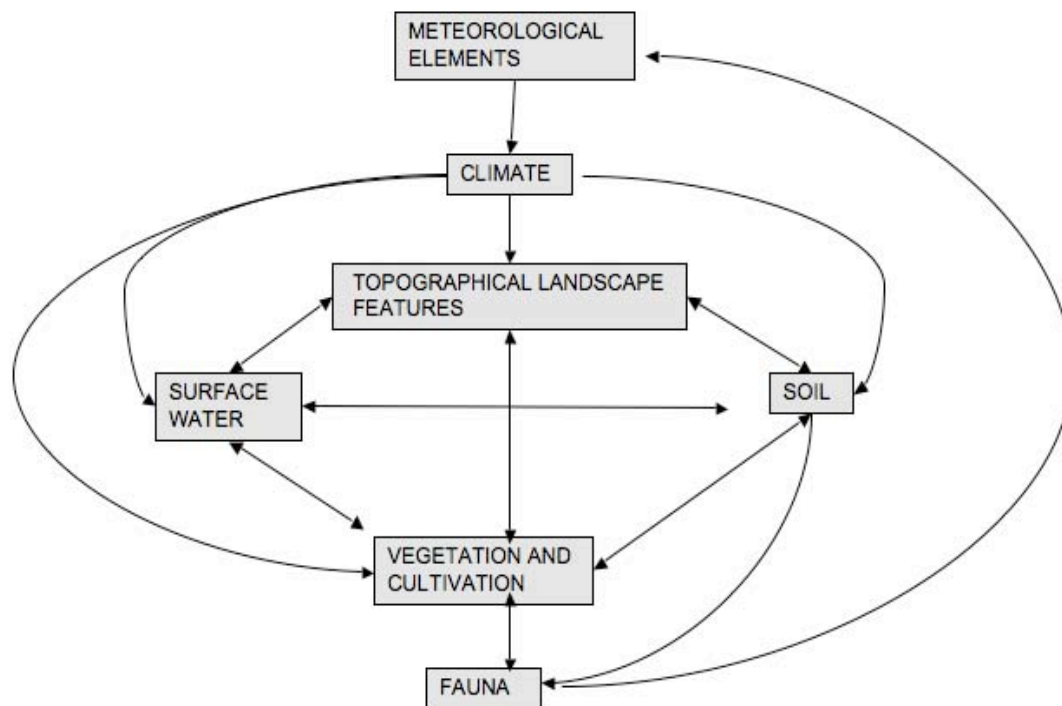 METEOROLOGICAL
ELEMENTS
CLIMATE
TOPOGRAPHICAL LANDSCAPE
FEATURES
SURFACE
WATER
SOIL
VEGETATION AND
CULTIVATION
FAUNA